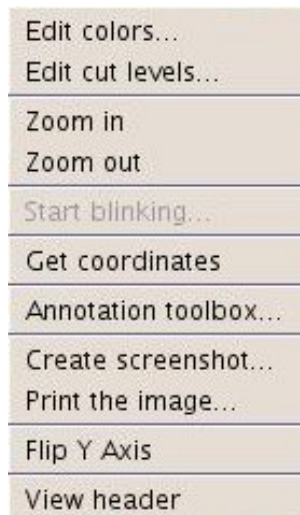 Edit colors...
Edit cut levels...
Zoom in
Zoom out
Start blinking...
Get coordinates
Annotation toolbox...
Create screenshot...
Print the image...
Flip Y Axis
View header